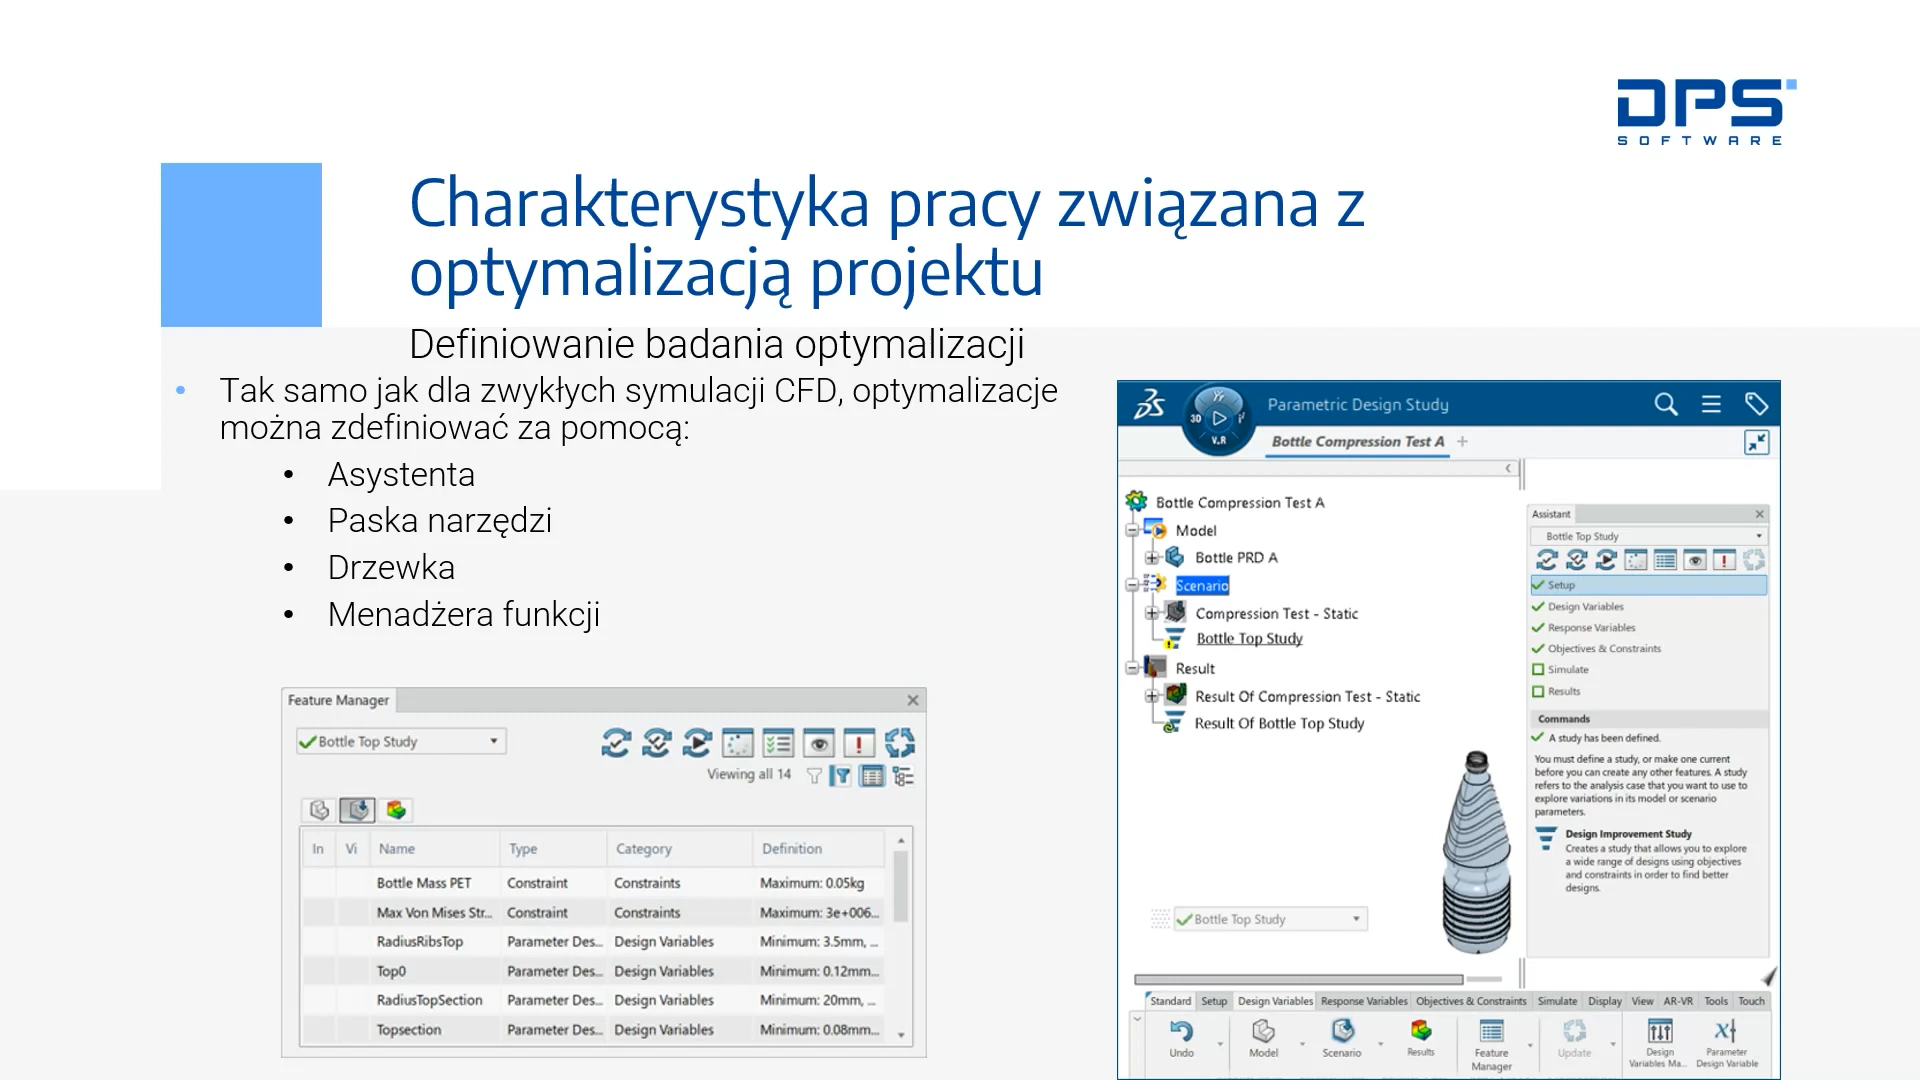 DPS
SOFTWARE
Charakterystyka pracy związana z
optymalizacją projektu
Definiowanie badania optymalizacji
• Tak samo jak dla zwykłych symulacji CFD, optymalizacje
można zdefiniować za pomocą:
• Asystenta
• Paska narzędzi
• Drzewka
• Menadżera funkcji
Feature Manager
Bottle Top Study
Viewing all 14
In Vi Name Type Category Definition
Bottle Mass PET Constraint Constraints Maximum: 0.05kg
Max Von Mises Str... Constraint Constraints Maximum: 3e+006...
RadiusRibsTop Parameter Des... Design Variables Minimum: 3.5mm, ...
Top0 Parameter Des... Design Variables Minimum: 0.12mm...
RadiusTopSection Parameter Des... Design Variables Minimum: 20mm, ...
Topsection Parameter Des... Design Variables Minimum: 0.08mm...
3D V.R
Parametric Design Study
Bottle Compression Test A +
Bottle Compression Test A
Model
Bottle PRD A
Scenario
Compression Test - Static
Bottle Top Study
Result
Result Of Compression Test - Static
Result Of Bottle Top Study
Bottle Top Study
Assistant
Bottle Top Study
Setup
Design Variables
Response Variables
Objectives & Constraints
Simulate
Results
Commands
A study has been defined.
You must define a study, or make one current
before you can create any other features. A study
refers to the analysis case that you want to use to
explore variations in its model or scenario
parameters.
Design Improvement Study
Creates a study that allows you to explore
a wide range of designs using objectives
and constraints in order to find better
designs.
Standard Setup Design Variables Response Variables Objectives & Constraints Simulate Display View AR-VR Tools Touch
Undo Model Scenario Results Feature Manager Update Design Variables Ma... Parameter Design Variable